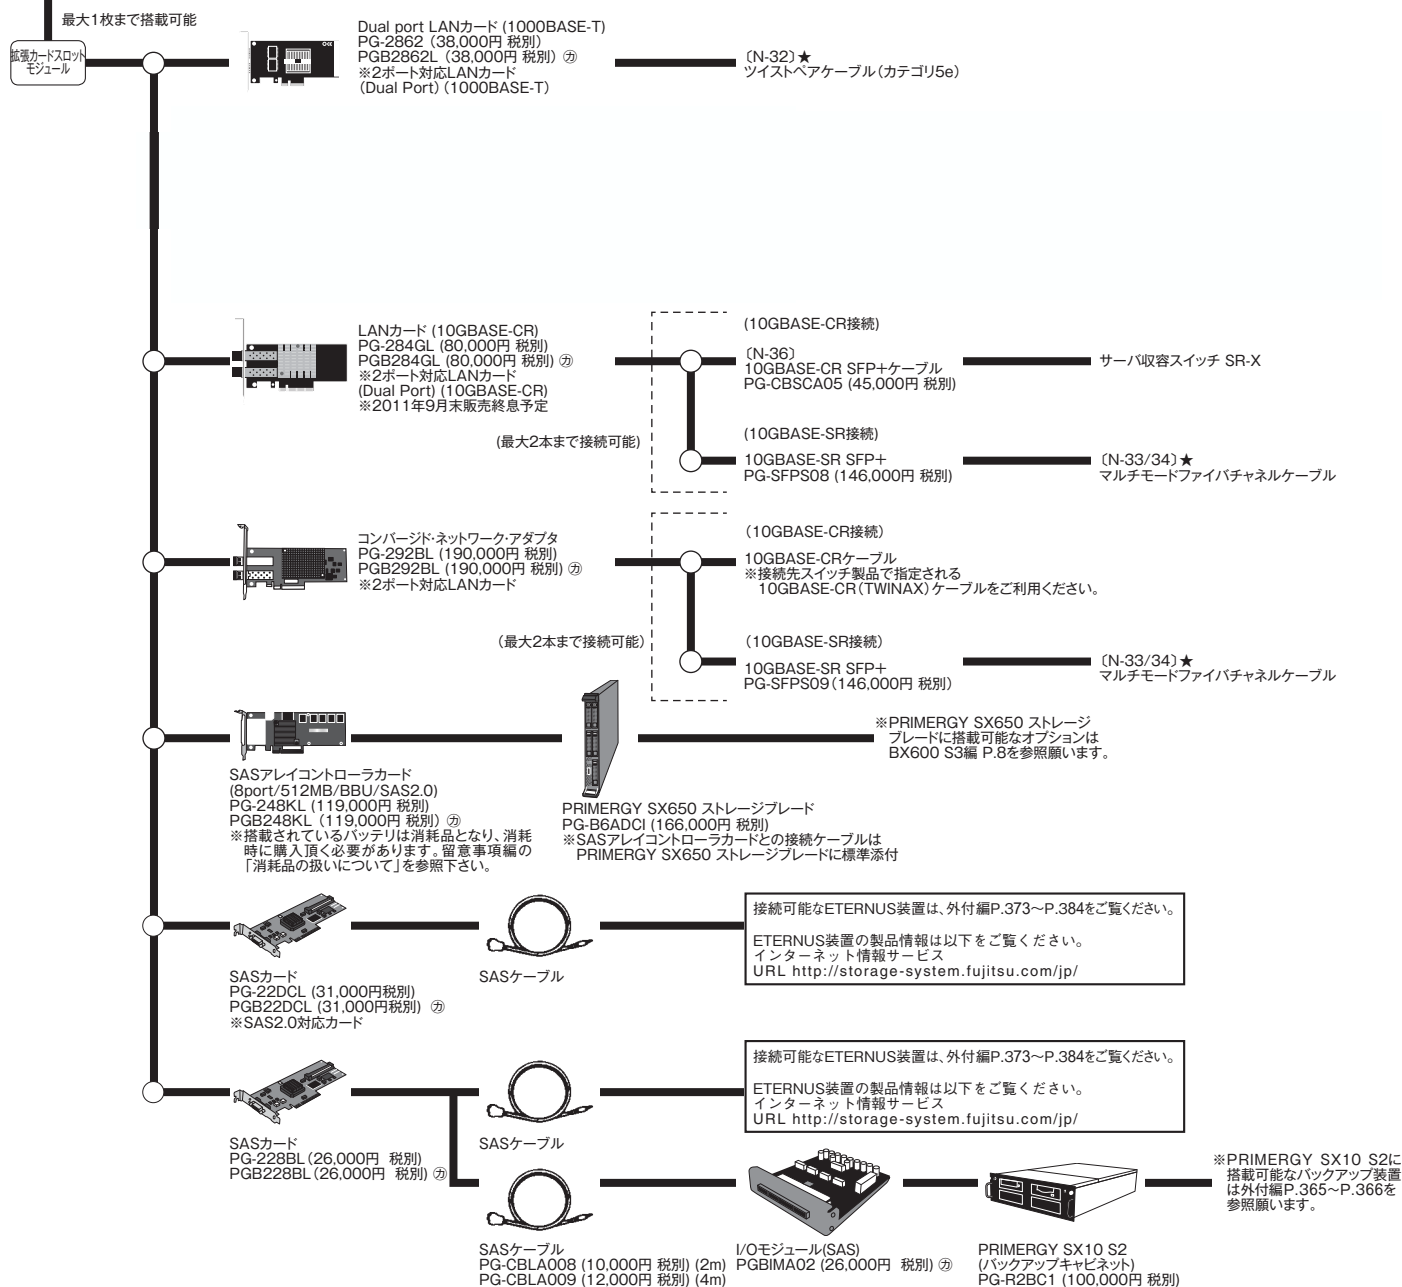 最大1枚まで搭載可能
拡張カードスロット
モジュール
Dual port LANカード (1000BASE-T)
PG-2862 (38,000円 税別)
PGB2862L (38,000円 税別) ㋕
※2ポート対応LANカード
(Dual Port) (1000BASE-T)
〔N-32〕★
ツイストペアケーブル(カテゴリ5e)
LANカード (10GBASE-CR)
PG-284GL (80,000円 税別)
PGB284GL (80,000円 税別) ㋕
※2ポート対応LANカード
(Dual Port) (10GBASE-CR)
※2011年9月末販売終息予定
(最大2本まで接続可能)
(10GBASE-CR接続)
〔N-36〕
10GBASE-CR SFP+ケーブル
PG-CBSCA05 (45,000円 税別)
サーバ収容スイッチ SR-X
(10GBASE-SR接続)
10GBASE-SR SFP+
PG-SFPS08 (146,000円 税別)
〔N-33/34〕★
マルチモードファイバチャネルケーブル
コンバージド・ネットワーク・アダプタ
PG-292BL (190,000円 税別)
PGB292BL (190,000円 税別) ㋕
※2ポート対応LANカード
(最大2本まで接続可能)
(10GBASE-CR接続)
10GBASE-CRケーブル
※接続先スイッチ製品で指定される
10GBASE-CR(TWINAX)ケーブルをご利用ください。
(10GBASE-SR接続)
10GBASE-SR SFP+
PG-SFPS09(146,000円 税別)
〔N-33/34〕★
マルチモードファイバチャネルケーブル
SASアレイコントローラカード
(8port/512MB/BBU/SAS2.0)
PG-248KL (119,000円 税別)
PGB248KL (119,000円 税別) ㋕
※搭載されているバッテリは消耗品となり、消耗
時に購入頂く必要があります。留意事項編の
「消耗品の扱いについて」を参照下さい。
PRIMERGY SX650 ストレージブレード
PG-B6ADCI (166,000円 税別)
※SASアレイコントローラカードとの接続ケーブルは
PRIMERGY SX650 ストレージブレードに標準添付
※PRIMERGY SX650 ストレージ
ブレードに搭載可能なオプションは
BX600 S3編 P.8を参照願います。
SASカード
PG-22DCL (31,000円税別)
PGB22DCL (31,000円税別) ㋕
※SAS2.0対応カード
SASケーブル
接続可能なETERNUS装置は、外付編P.373〜P.384をご覧ください。
ETERNUS装置の製品情報は以下をご覧ください。
インターネット情報サービス
URL http://storage-system.fujitsu.com/jp/
SASカード
PG-228BL(26,000円 税別)
PGB228BL(26,000円 税別) ㋕
SASケーブル
接続可能なETERNUS装置は、外付編P.373〜P.384をご覧ください。
ETERNUS装置の製品情報は以下をご覧ください。
インターネット情報サービス
URL http://storage-system.fujitsu.com/jp/
SASケーブル
PG-CBLA008 (10,000円 税別) (2m)
PG-CBLA009 (12,000円 税別) (4m)
I/Oモジュール(SAS)
PGBIMA02 (26,000円 税別) ㋕
PRIMERGY SX10 S2
(バックアップキャビネット)
PG-R2BC1 (100,000円 税別)
※PRIMERGY SX10 S2に
搭載可能なバックアップ装置
は外付編P.365〜P.366を
参照願います。